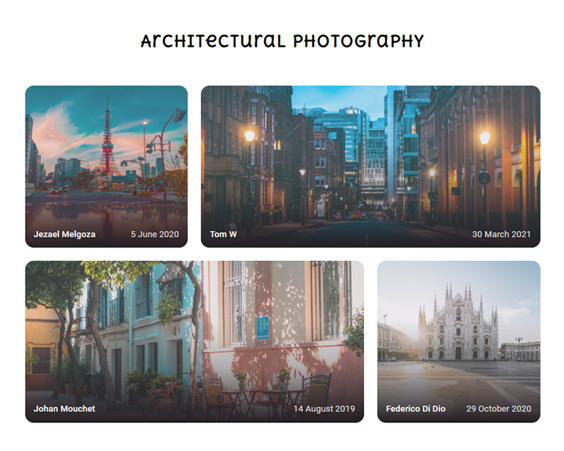 Architectural Photography
Jezael Melgoza 5 June 2020
Tom W 30 March 2021
Johan Mouchet 14 August 2019
Federico Di Dio 29 October 2020